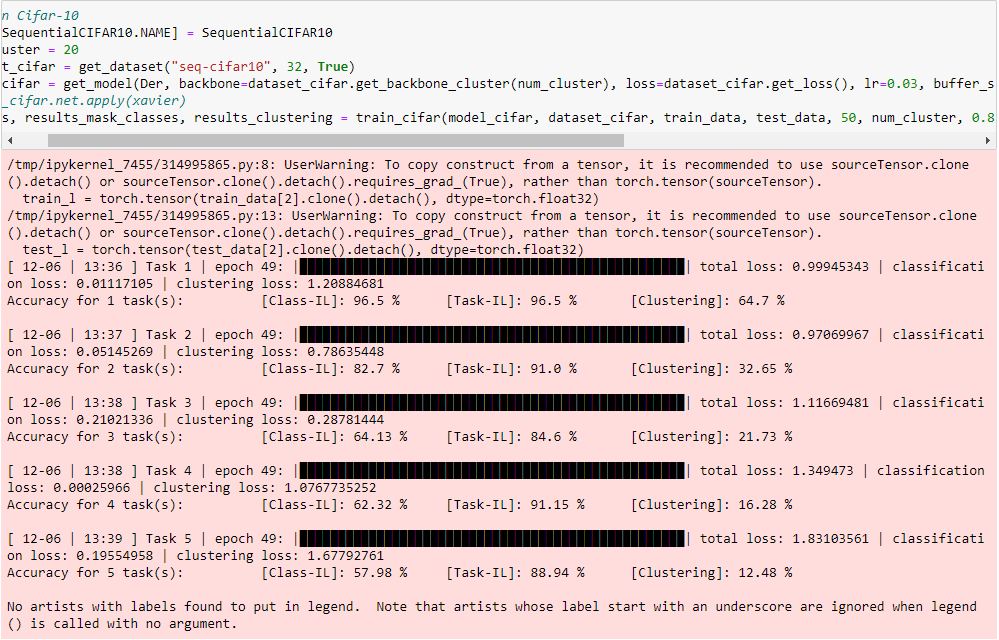 n Cifar-10
SequentialCIFAR10.NAME] = SequentialCIFAR10
uster = 20
t_cifar = get_dataset("seq-cifar10", 32, True)
cifar = get_model(Der, backbone=dataset_cifar.get_backbone_cluster(num_cluster), loss=dataset_cifar.get_loss(), lr=0.03, buffer_s
_cifar.net.apply(xavier)
s, results_mask_classes, results_clustering = train_cifar(model_cifar, dataset_cifar, train_data, test_data, 50, num_cluster, 0.8
/tmp/ipykernel_7455/314995865.py:8: UserWarning: To copy construct from a tensor, it is recommended to use sourceTensor.clone
().detach() or sourceTensor.clone().detach().requires_grad_(True), rather than torch.tensor(sourceTensor).
  train_l = torch.tensor(train_data[2].clone().detach(), dtype=torch.float32)
/tmp/ipykernel_7455/314995865.py:13: UserWarning: To copy construct from a tensor, it is recommended to use sourceTensor.clone
().detach() or sourceTensor.clone().detach().requires_grad_(True), rather than torch.tensor(sourceTensor).
  test_l = torch.tensor(test_data[2].clone().detach(), dtype=torch.float32)
[ 12-06 | 13:36 ] Task 1 | epoch 49: || total loss: 0.99945343 | classificati
on loss: 0.01117105 | clustering loss: 1.20884681
Accuracy for 1 task(s): [Class-IL]: 96.5 % [Task-IL]: 96.5 % [Clustering]: 64.7 %
[ 12-06 | 13:37 ] Task 2 | epoch 49: || total loss: 0.97069967 | classificati
on loss: 0.05145269 | clustering loss: 0.78635448
Accuracy for 2 task(s): [Class-IL]: 82.7 % [Task-IL]: 91.0 % [Clustering]: 32.65 %
[ 12-06 | 13:38 ] Task 3 | epoch 49: || total loss: 1.11669481 | classificati
on loss: 0.21021336 | clustering loss: 0.28781444
Accuracy for 3 task(s): [Class-IL]: 64.13 % [Task-IL]: 84.6 % [Clustering]: 21.73 %
[ 12-06 | 13:38 ] Task 4 | epoch 49: || total loss: 1.349473 | classification
loss: 0.00025966 | clustering loss: 1.0767735252
Accuracy for 4 task(s): [Class-IL]: 62.32 % [Task-IL]: 91.15 % [Clustering]: 16.28 %
[ 12-06 | 13:39 ] Task 5 | epoch 49: || total loss: 1.83103561 | classificati
on loss: 0.19554958 | clustering loss: 1.67792761
Accuracy for 5 task(s): [Class-IL]: 57.98 % [Task-IL]: 88.94 % [Clustering]: 12.48 %
No artists with labels found to put in legend.  Note that artists whose label start with an underscore are ignored when legend
() is called with no argument.